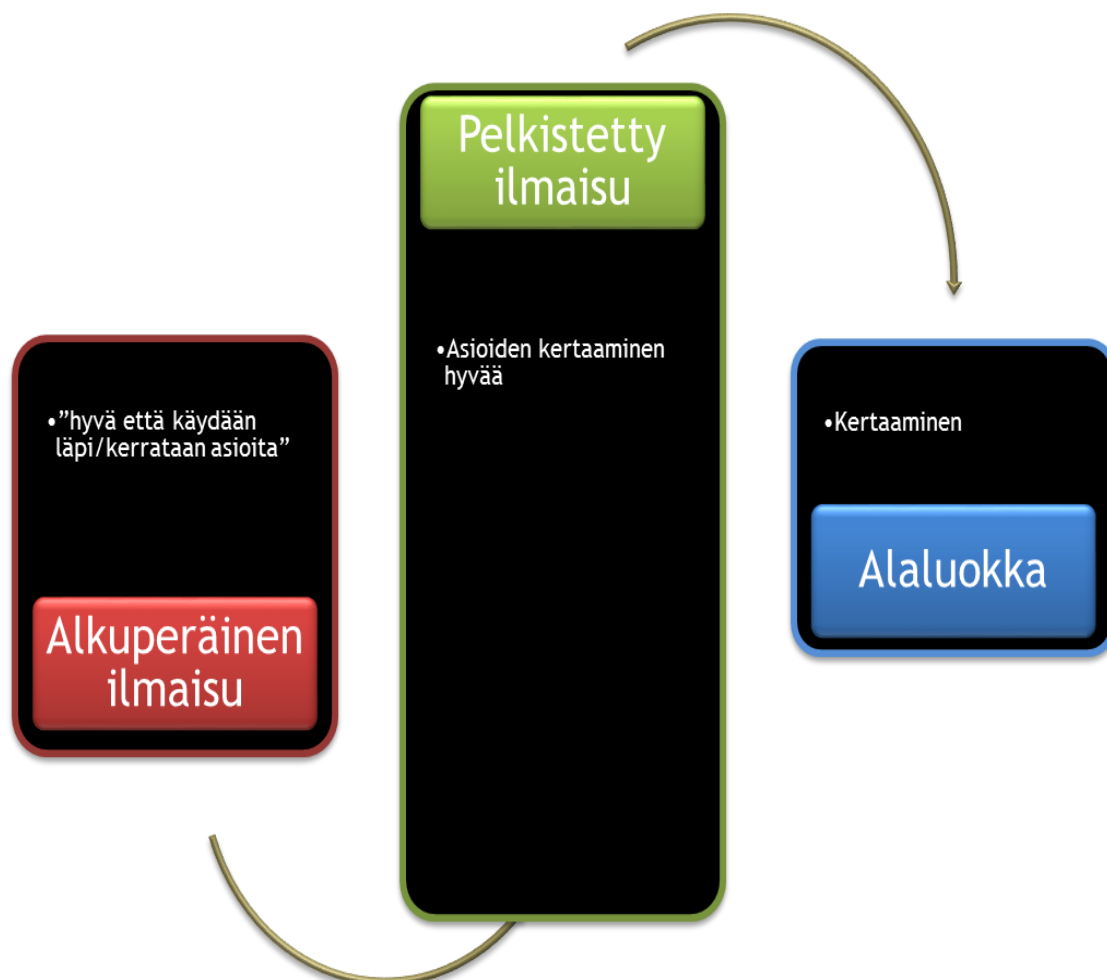 •”hyvä että käydään
läpi/kerrataan asioita”
Alkuperäinen
ilmaisu
Pelkistetty
ilmaisu
•Asioiden kertaaminen
hyvää
•Kertaaminen
Alaluokka